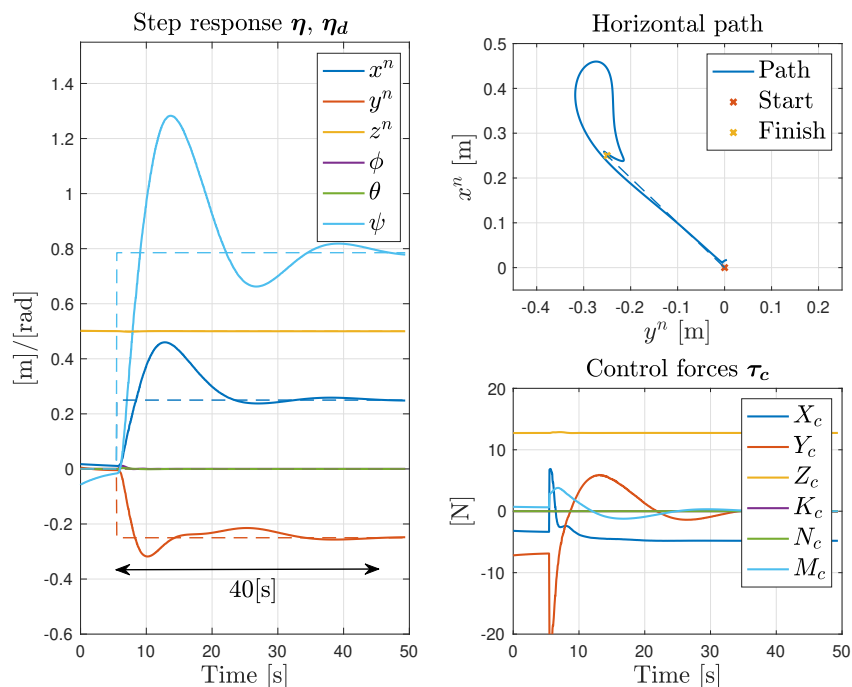 Step response η, η_d
1.4
1.2
1
0.8
0.6
0.4
0.2
0
-0.2
-0.4
-0.6
[m]/[rad]
x^n
y^n
z^n
ϕ
θ
ψ
40[s]
0 10 20 30 40 50
Time [s]
Horizontal path
0.5
0.4
0.3
0.2
0.1
0
x^n [m]
Path
Start
Finish
-0.4 -0.3 -0.2 -0.1 0 0.1 0.2
y^n [m]
Control forces τ_c
20
10
0
-10
-20
[N]
X_c
Y_c
Z_c
K_c
N_c
M_c
0 10 20 30 40 50
Time [s]